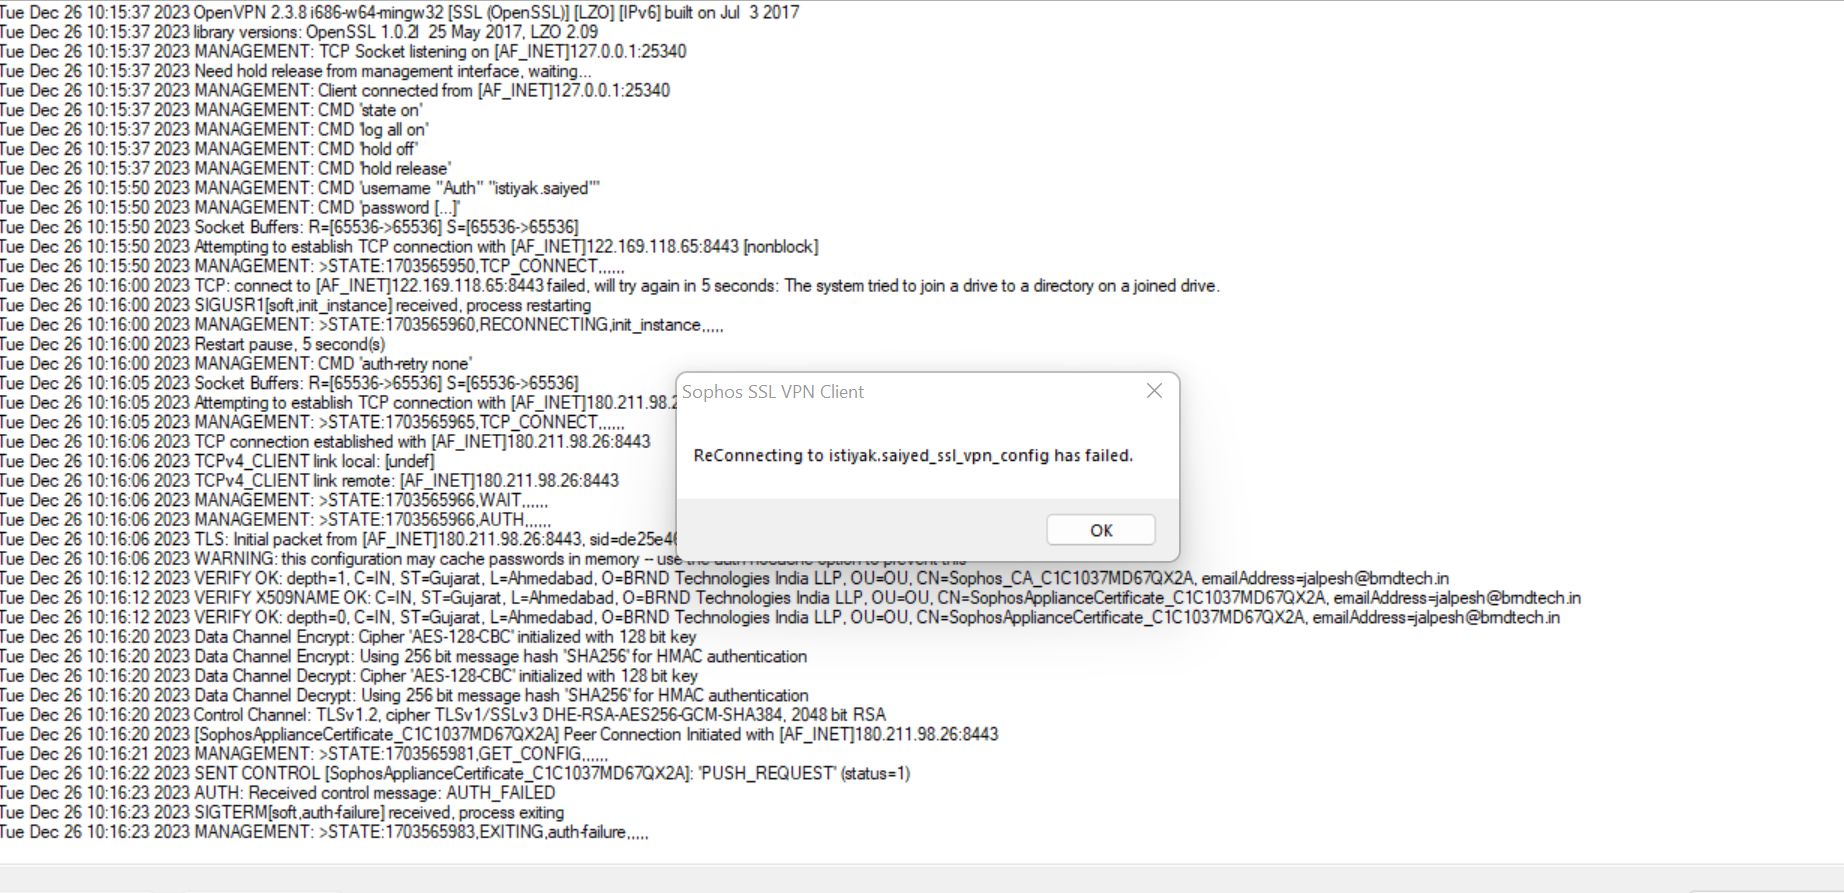 Tue Dec 26 10:15:37 2023 OpenVPN 2.3.8 i686-w64-mingw32 [SSL (OpenSSL)] [LZO] [IPv6] built on Jul  3 2017
Tue Dec 26 10:15:37 2023 library versions: OpenSSL 1.0.2l  25 May 2017, LZO 2.09
Tue Dec 26 10:15:37 2023 MANAGEMENT: TCP Socket listening on [AF_INET]127.0.0.1:25340
Tue Dec 26 10:15:37 2023 Need hold release from management interface, waiting...
Tue Dec 26 10:15:37 2023 MANAGEMENT: Client connected from [AF_INET]127.0.0.1:25340
Tue Dec 26 10:15:37 2023 MANAGEMENT: CMD 'state on'
Tue Dec 26 10:15:37 2023 MANAGEMENT: CMD 'log all on'
Tue Dec 26 10:15:37 2023 MANAGEMENT: CMD 'hold off'
Tue Dec 26 10:15:37 2023 MANAGEMENT: CMD 'hold release'
Tue Dec 26 10:15:50 2023 MANAGEMENT: CMD 'username "Auth" "istiyak.saiyed"'
Tue Dec 26 10:15:50 2023 MANAGEMENT: CMD 'password [...]'
Tue Dec 26 10:15:50 2023 Socket Buffers: R=[65536->65536] S=[65536->65536]
Tue Dec 26 10:15:50 2023 Attempting to establish TCP connection with [AF_INET]122.169.118.65:8443 [nonblock]
Tue Dec 26 10:15:50 2023 MANAGEMENT: >STATE:1703565950,TCP_CONNECT,,,,,,
Tue Dec 26 10:16:00 2023 TCP: connect to [AF_INET]122.169.118.65:8443 failed, will try again in 5 seconds: The system tried to join a drive to a directory on a joined drive.
Tue Dec 26 10:16:00 2023 SIGUSR1[soft,init_instance] received, process restarting
Tue Dec 26 10:16:00 2023 MANAGEMENT: >STATE:1703565960,RECONNECTING,init_instance,,,,,
Tue Dec 26 10:16:00 2023 Restart pause, 5 second(s)
Tue Dec 26 10:16:00 2023 MANAGEMENT: CMD 'auth-retry none'
Tue Dec 26 10:16:05 2023 Socket Buffers: R=[65536->65536] S=[65536->65536]
Tue Dec 26 10:16:05 2023 Attempting to establish TCP connection with [AF_INET]180.211.98.2
Tue Dec 26 10:16:05 2023 MANAGEMENT: >STATE:1703565965,TCP_CONNECT,,,,,,
Tue Dec 26 10:16:06 2023 TCP connection established with [AF_INET]180.211.98.26:8443
Tue Dec 26 10:16:06 2023 TCPv4_CLIENT link local: [undef]
Tue Dec 26 10:16:06 2023 TCPv4_CLIENT link remote: [AF_INET]180.211.98.26:8443
Tue Dec 26 10:16:06 2023 MANAGEMENT: >STATE:1703565966,WAIT,,,,,,
Tue Dec 26 10:16:06 2023 MANAGEMENT: >STATE:1703565966,AUTH,,,,,,
Tue Dec 26 10:16:06 2023 TLS: Initial packet from [AF_INET]180.211.98.26:8443, sid=de25e46
Tue Dec 26 10:16:06 2023 WARNING: this configuration may cache passwords in memory -- use the auth-nocache option to prevent this
Tue Dec 26 10:16:12 2023 VERIFY OK: depth=1, C=IN, ST=Gujarat, L=Ahmedabad, O=BRND Technologies India LLP, OU=OU, CN=Sophos_CA_C1C1037MD67QX2A, emailAddress=jalpesh@brndtech.in
Tue Dec 26 10:16:12 2023 VERIFY X509NAME OK: C=IN, ST=Gujarat, L=Ahmedabad, O=BRND Technologies India LLP, OU=OU, CN=SophosApplianceCertificate_C1C1037MD67QX2A, emailAddress=jalpesh@brndtech.in
Tue Dec 26 10:16:12 2023 VERIFY OK: depth=0, C=IN, ST=Gujarat, L=Ahmedabad, O=BRND Technologies India LLP, OU=OU, CN=SophosApplianceCertificate_C1C1037MD67QX2A, emailAddress=jalpesh@brndtech.in
Tue Dec 26 10:16:20 2023 Data Channel Encrypt: Cipher 'AES-128-CBC' initialized with 128 bit key
Tue Dec 26 10:16:20 2023 Data Channel Encrypt: Using 256 bit message hash 'SHA256' for HMAC authentication
Tue Dec 26 10:16:20 2023 Data Channel Decrypt: Cipher 'AES-128-CBC' initialized with 128 bit key
Tue Dec 26 10:16:20 2023 Data Channel Decrypt: Using 256 bit message hash 'SHA256' for HMAC authentication
Tue Dec 26 10:16:20 2023 Control Channel: TLSv1.2, cipher TLSv1/SSLv3 DHE-RSA-AES256-GCM-SHA384, 2048 bit RSA
Tue Dec 26 10:16:20 2023 [SophosApplianceCertificate_C1C1037MD67QX2A] Peer Connection Initiated with [AF_INET]180.211.98.26:8443
Tue Dec 26 10:16:21 2023 MANAGEMENT: >STATE:1703565981,GET_CONFIG,,,,,,
Tue Dec 26 10:16:22 2023 SENT CONTROL [SophosApplianceCertificate_C1C1037MD67QX2A]: 'PUSH_REQUEST' (status=1)
Tue Dec 26 10:16:23 2023 AUTH: Received control message: AUTH_FAILED
Tue Dec 26 10:16:23 2023 SIGTERM[soft,auth-failure] received, process exiting
Tue Dec 26 10:16:23 2023 MANAGEMENT: >STATE:1703565983,EXITING,auth-failure,,,,,
Sophos SSL VPN Client
ReConnecting to istiyak.saiyed_ssl_vpn_config has failed.
OK